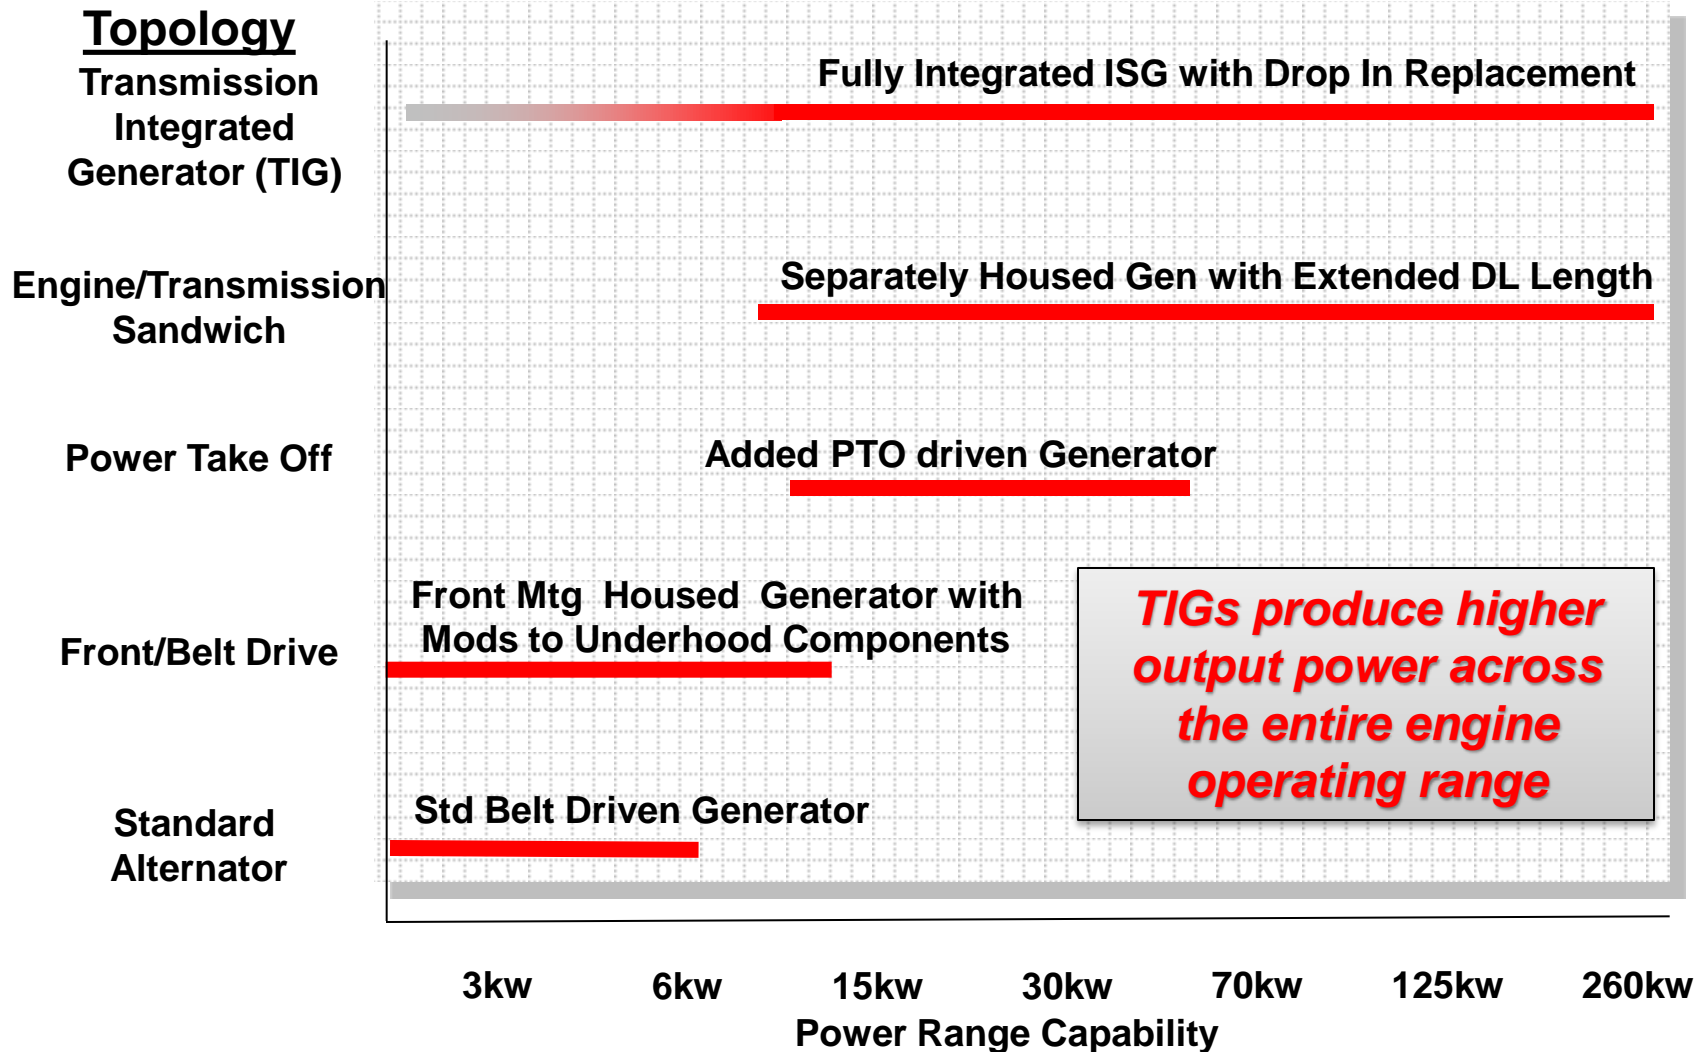 Topology
Transmission
Integrated
Generator (TIG)
Fully Integrated ISG with Drop In Replacement
Engine/Transmission
Sandwich
Separately Housed Gen with Extended DL Length
Power Take Off
Added PTO driven Generator
Front/Belt Drive
Front Mtg Housed Generator with
Mods to Underhood Components
TIGs produce higher
output power across
the entire engine
operating range
Standard
Alternator
Std Belt Driven Generator
3kw 6kw 15kw 30kw 70kw 125kw 260kw
Power Range Capability